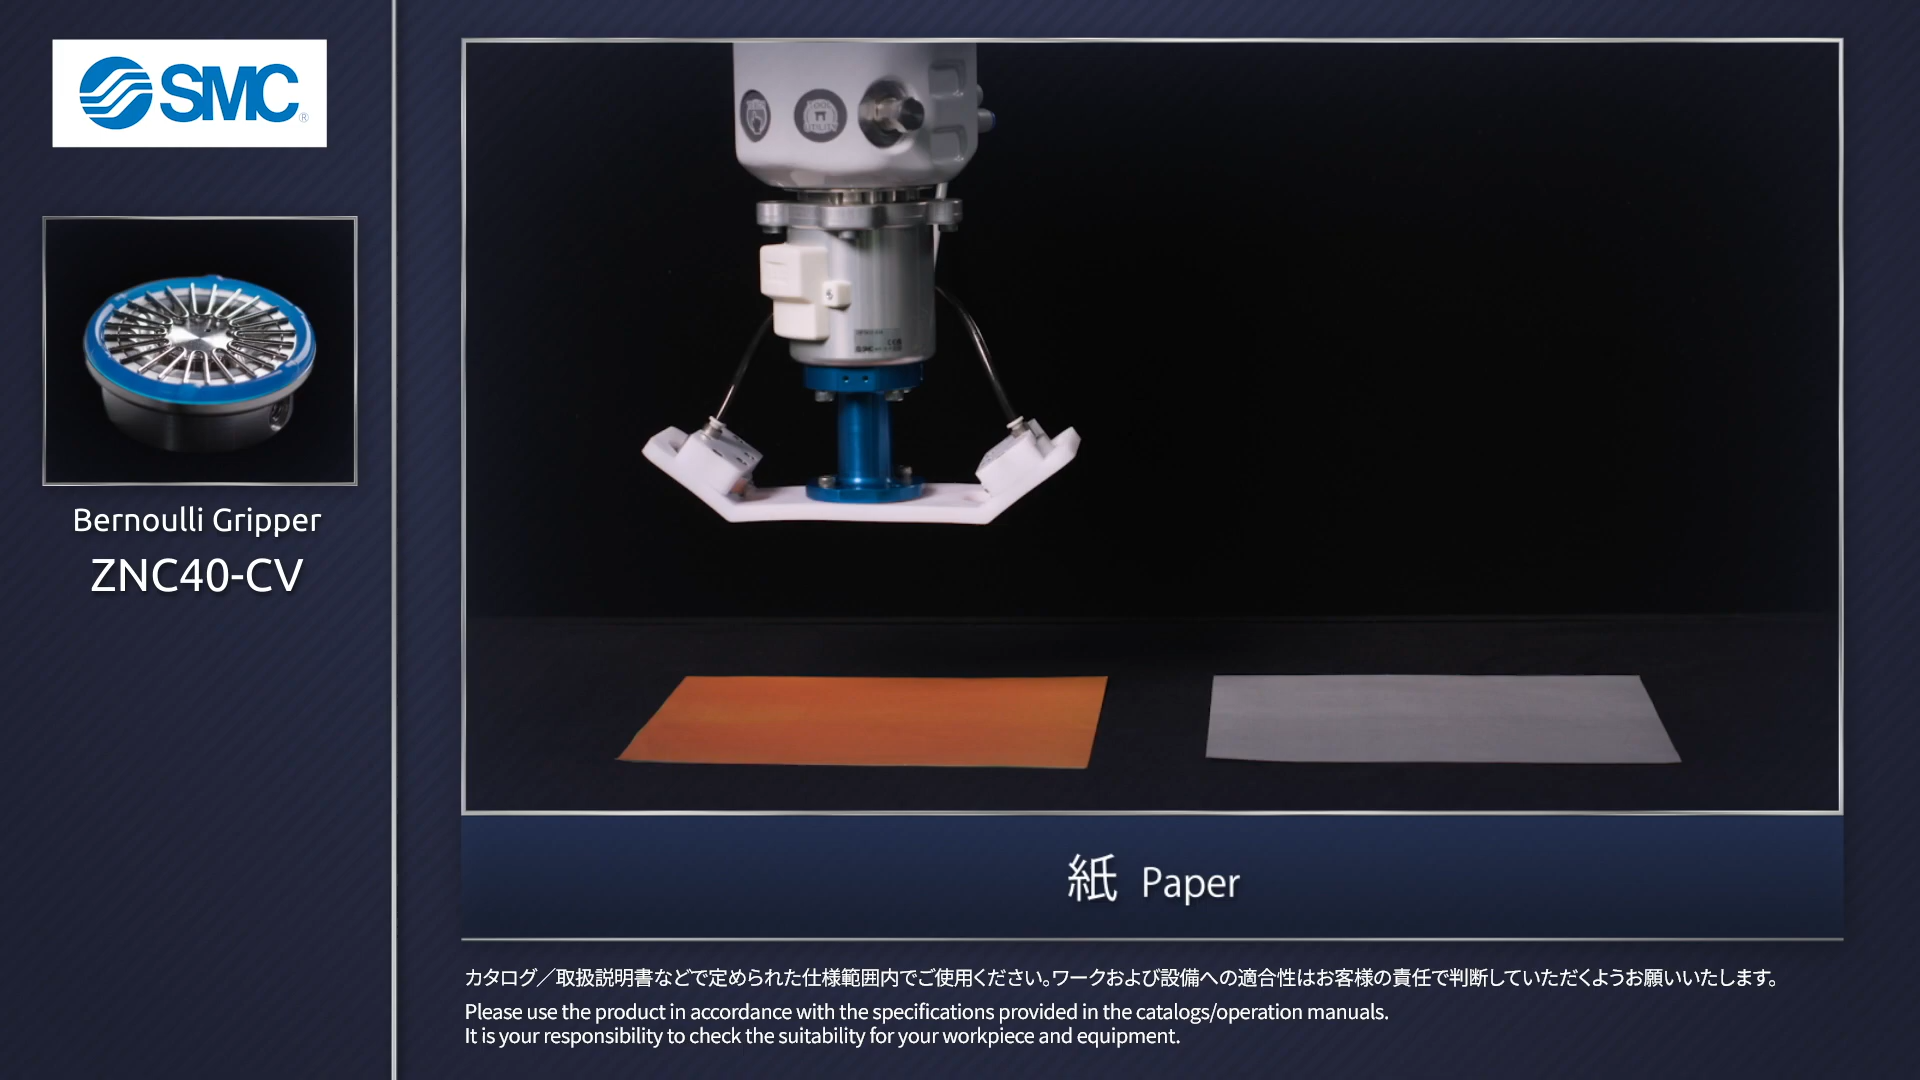 SMC
Bernoulli Gripper
ZNC40-CV
紙 Paper
カタログ／取扱説明書などで定められた仕様範囲内でご使用ください。ワークおよび設備への適合性はお客様の責任で判断していただくようお願いいたします。
Please use the product in accordance with the specifications provided in the catalogs/operation manuals.
It is your responsibility to check the suitability for your workpiece and equipment.